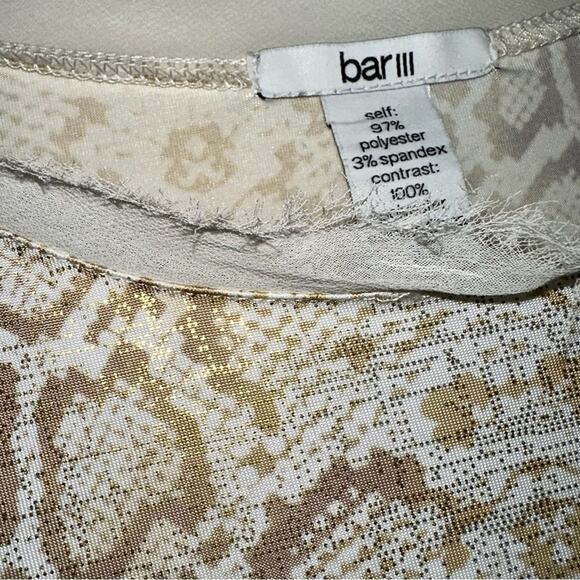 bar III
self:
97%
polyester
3% spandex
contrast:
100%